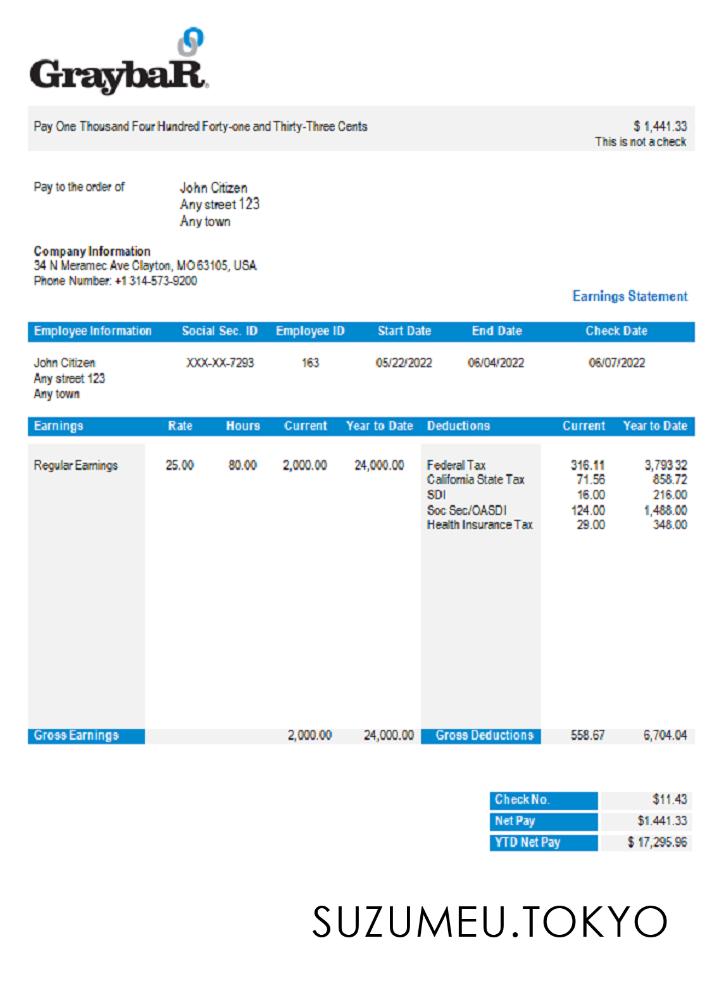 GraybaR
Pay One Thousand Four Hundred Forty-one and Thirty-Three Cents $ 1,441.33
This is not a check
Pay to the order of John Citizen
Any street 123
Any town
Company Information
34 N Meramec Ave Clayton, MO 63105, USA
Phone Number: +1 314-573-9200
Earnings Statement
Employee Information Social Sec. ID Employee ID Start Date End Date Check Date
John Citizen XXX-XX-7293 163 05/22/2022 06/04/2022 06/07/2022
Any street 123
Any town
Earnings Rate Hours Current Year to Date Deductions Current Year to Date
Regular Earnings 25.00 80.00 2,000.00 24,000.00 Federal Tax 316.11 3,793 32
California State Tax 71.56 858.72
SDI 16.00 216.00
Soc Sec/OASDI 124.00 1,488.00
Health Insurance Tax 29.00 348.00
Gross Earnings 2,000.00 24,000.00 Gross Deductions 558.67 6,704.04
Check No. $11.43
Net Pay $1.441.33
YTD Net Pay $ 17,295.96
SUZUMEU.TOKYO